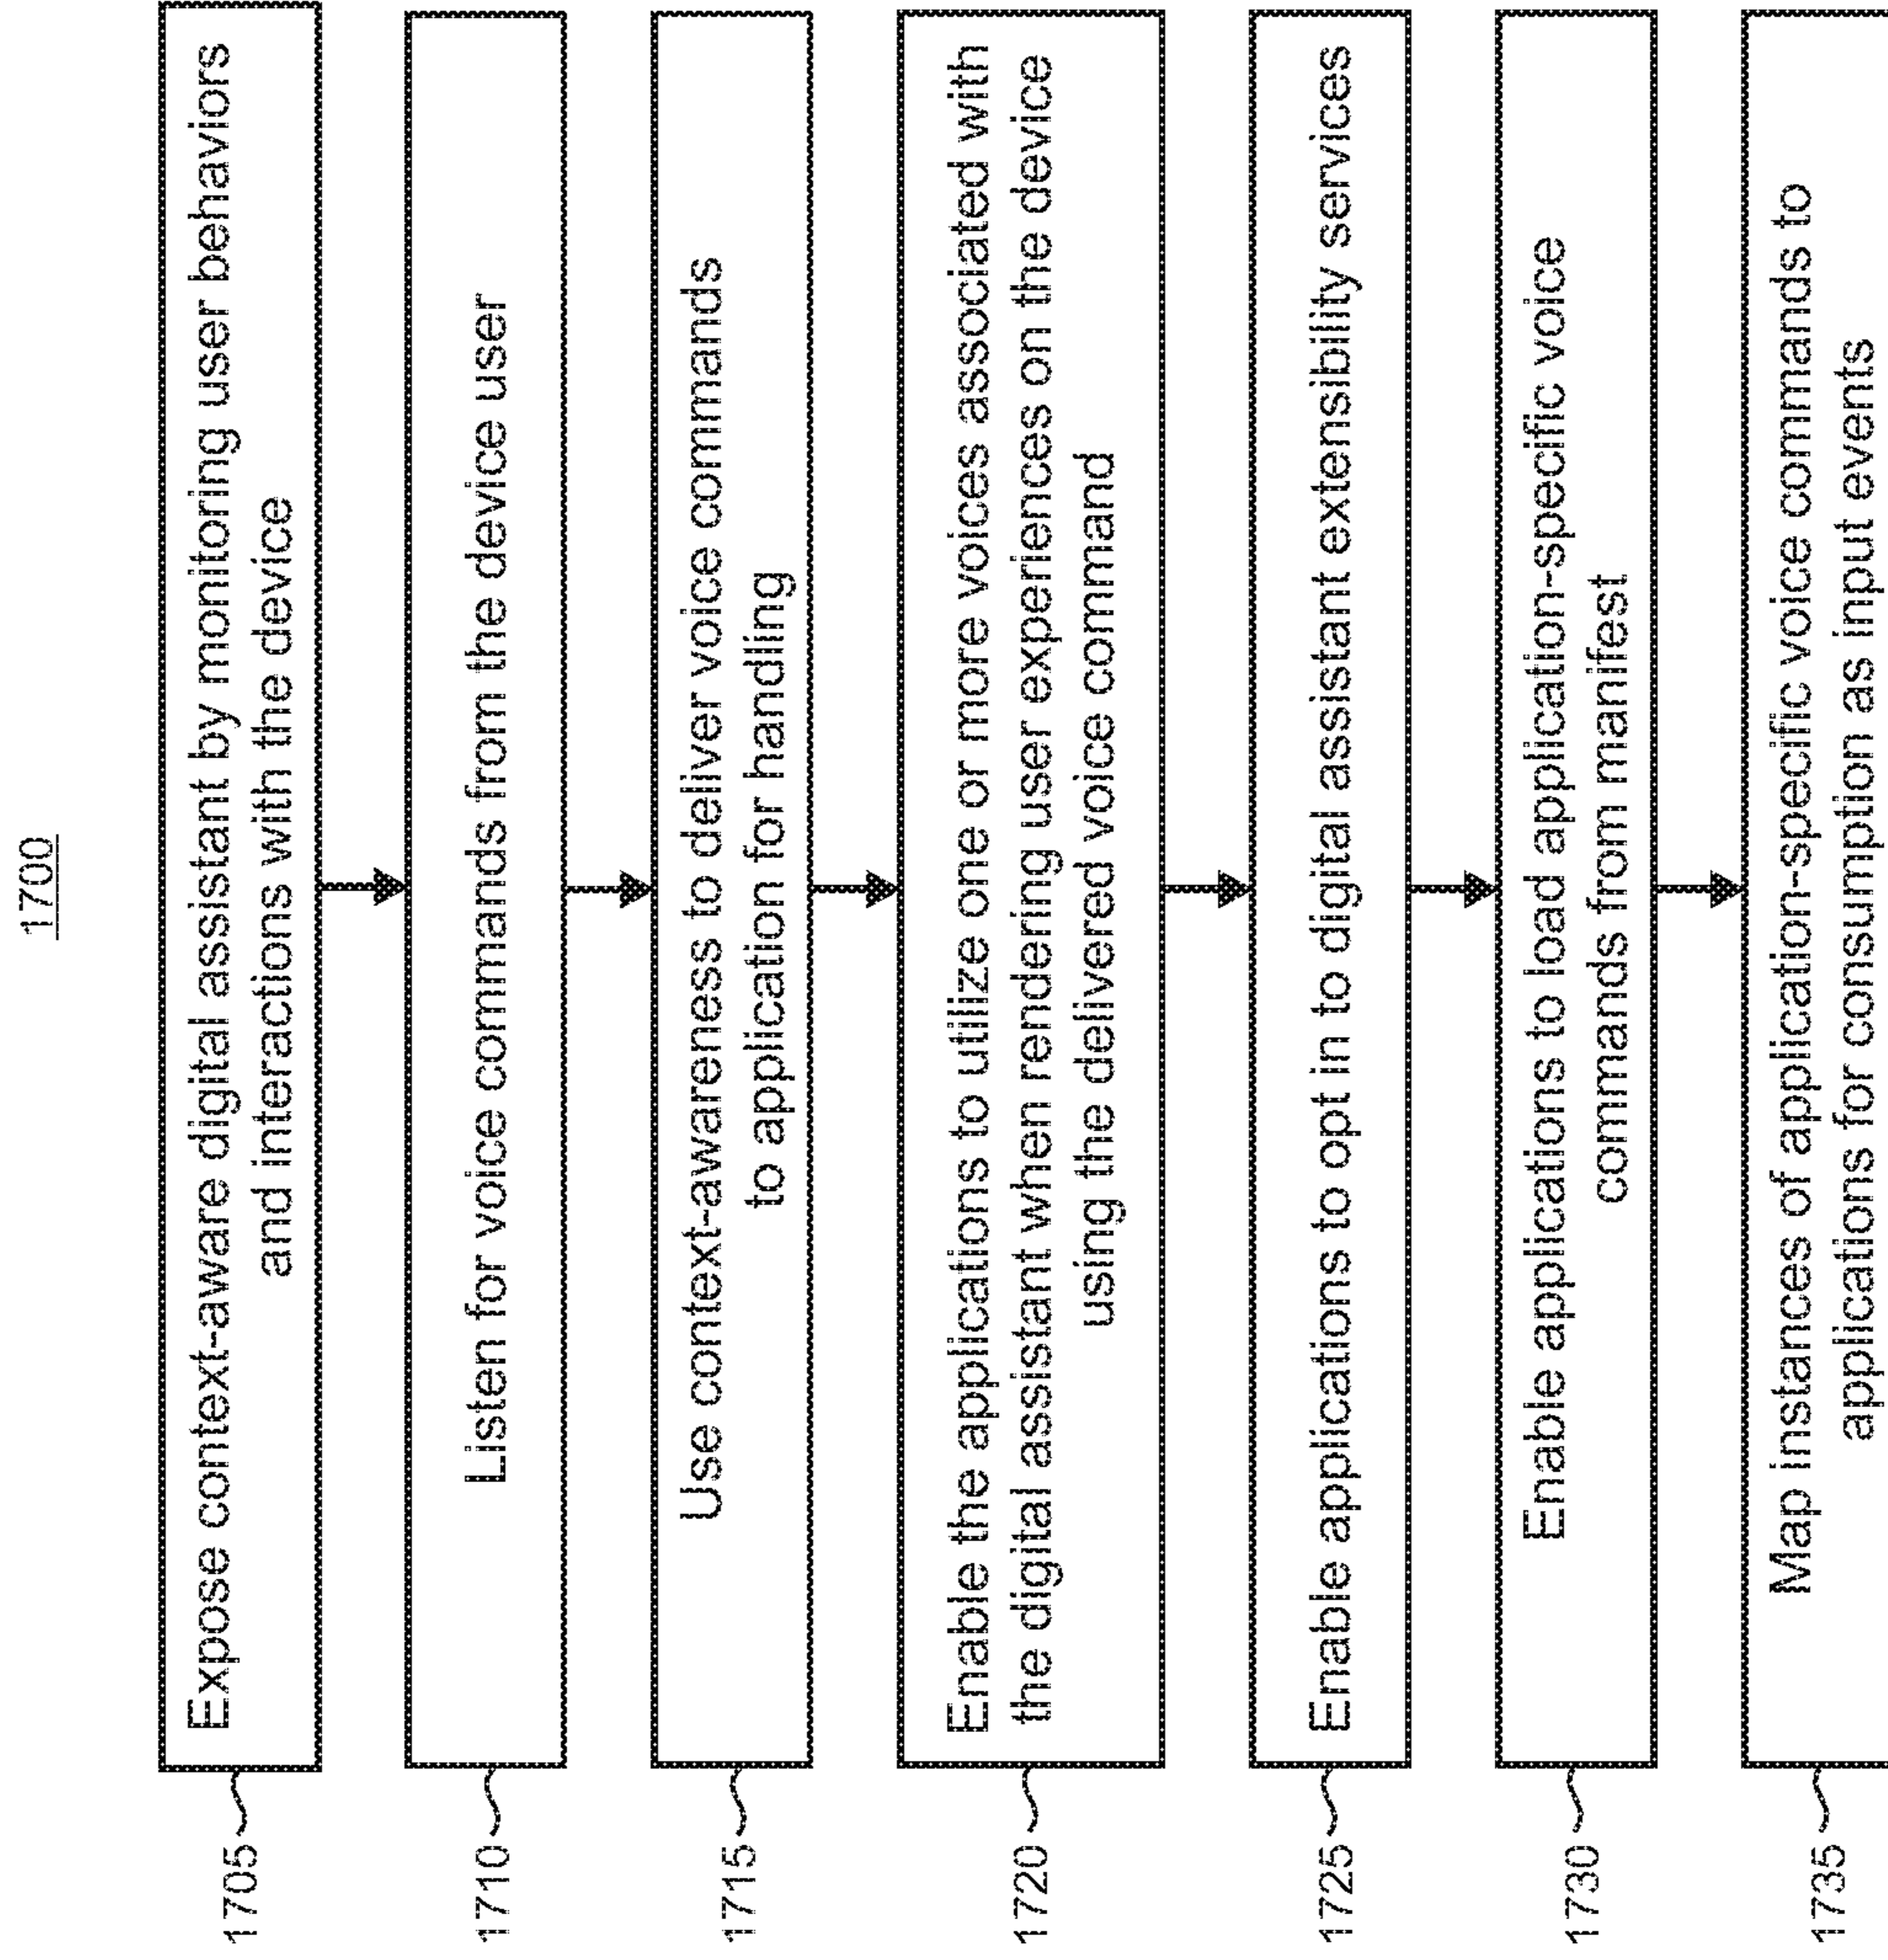 1700
1705
Expose context-aware digital assistant by monitoring user behaviors
and interactions with the device
1710
Listen for voice commands from the device user
1715
Use context-awareness to deliver voice commands
to application for handling
1720
Enable the applications to utilize one or more voices associated with
the digital assistant when rendering user experiences on the device
using the delivered voice command
1725
Enable applications to opt in to digital assistant extensibility services
1730
Enable applications to load application-specific voice
commands from manifest
1735
Map instances of application-specific voice commands to
applications for consumption as input events